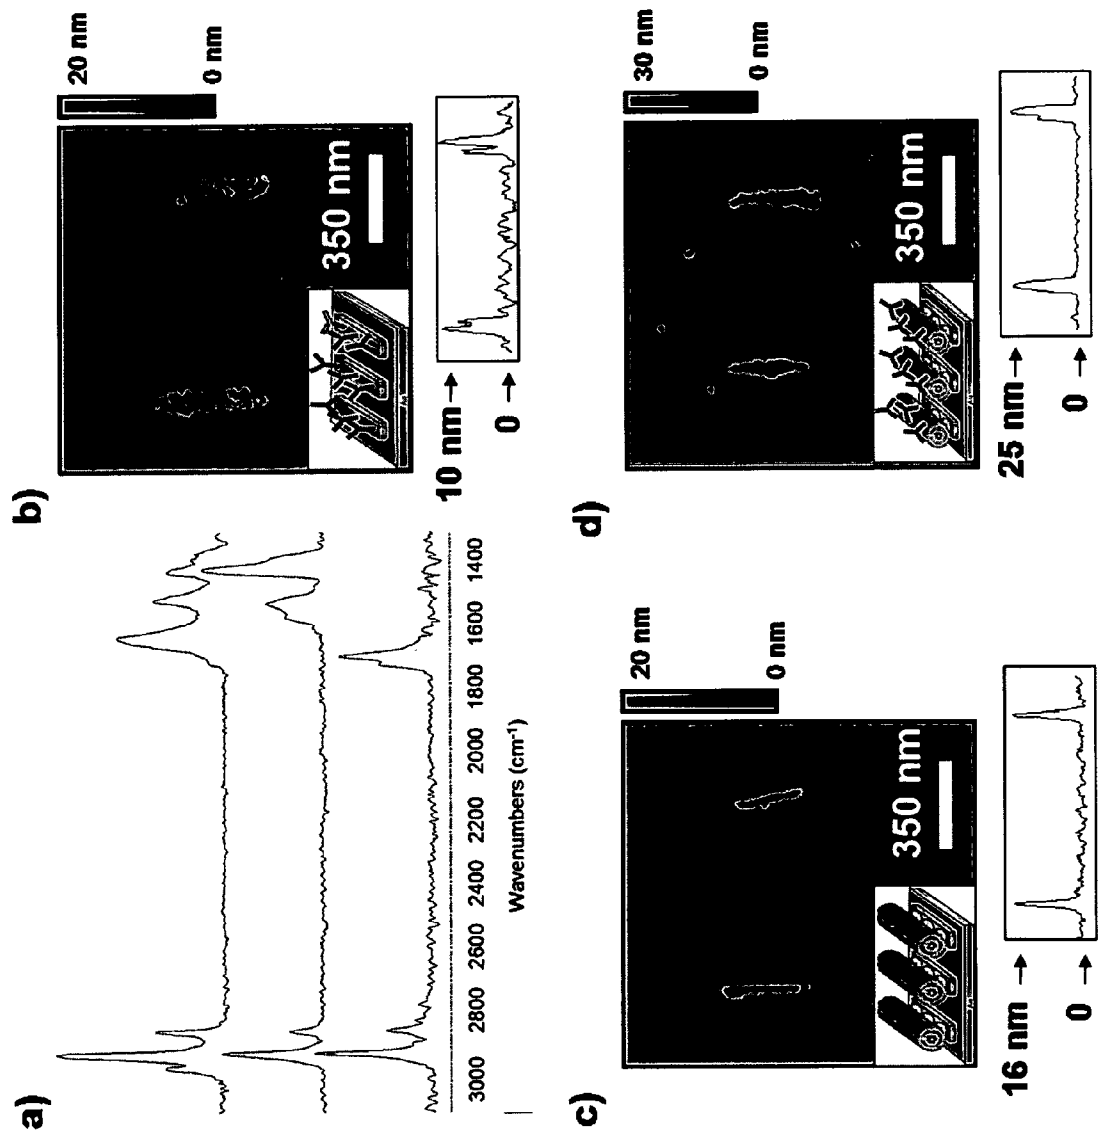 a)
3000 2800 2600 2400 2200 2000 1800 1600 1400
Wavenumbers (cm⁻¹)
b)
20 nm
0 nm
350 nm
10 nm →
0 →
c)
20 nm
0 nm
350 nm
16 nm →
0 →
d)
30 nm
0 nm
350 nm
25 nm →
0 →